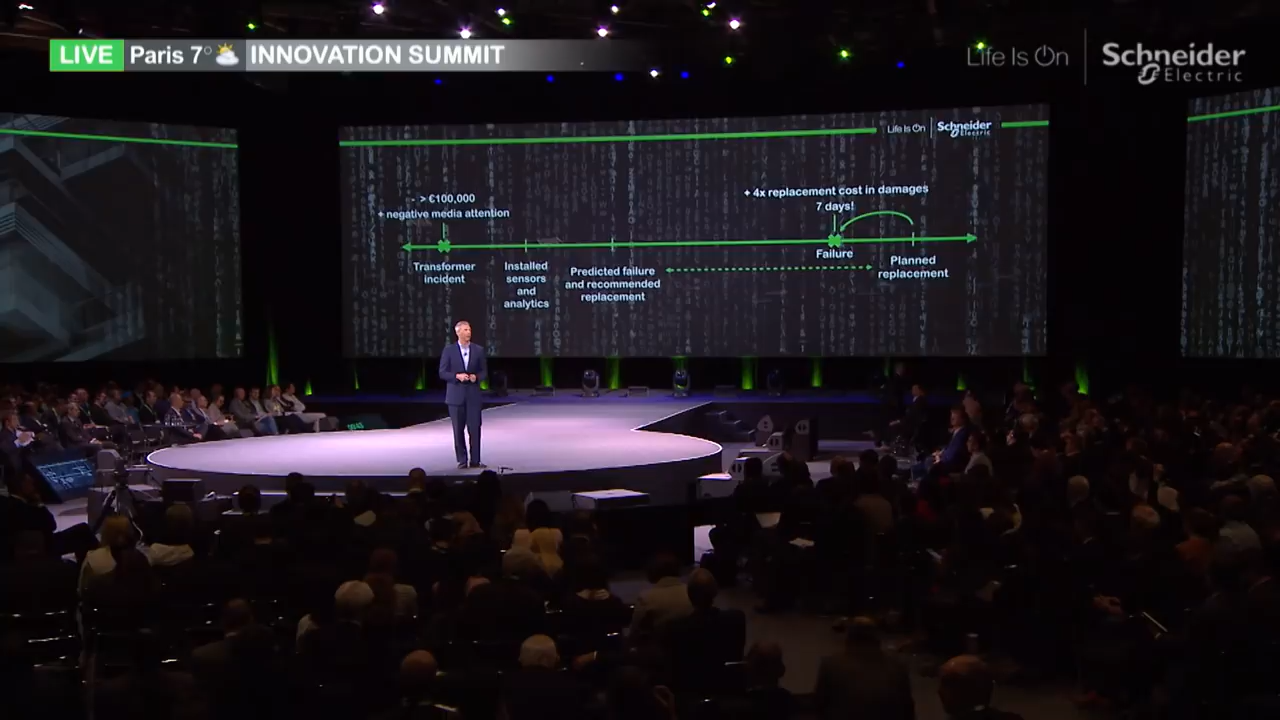 LIVE Paris 7° INNOVATION SUMMIT
Life Is On
Schneider
Electric
Life Is On
Schneider
Electric
- > €100,000
+ negative media attention
+ 4x replacement cost in damages
7 days!
Transformer
incident
Installed
sensors
and
analytics
Predicted failure
and recommended
replacement
Failure
Planned
replacement